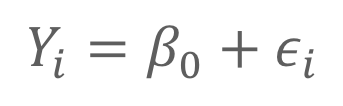 Yᵢ = β₀ + ϵᵢ